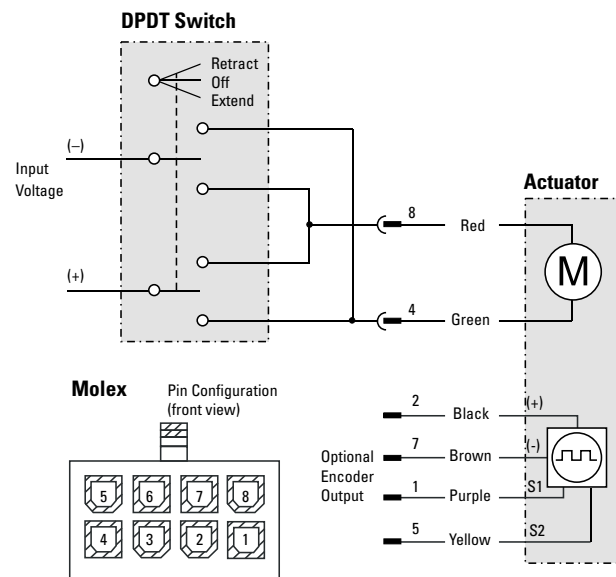 DPDT Switch
Retract
Off
Extend
(–)
Input
Voltage
(+)
Actuator
8
Red
M
4
Green
Molex
Pin Configuration
(front view)
5
6
7
8
4
3
2
1
Optional
Encoder
Output
2
Black
(+)
7
Brown
(-)
1
Purple
S1
5
Yellow
S2